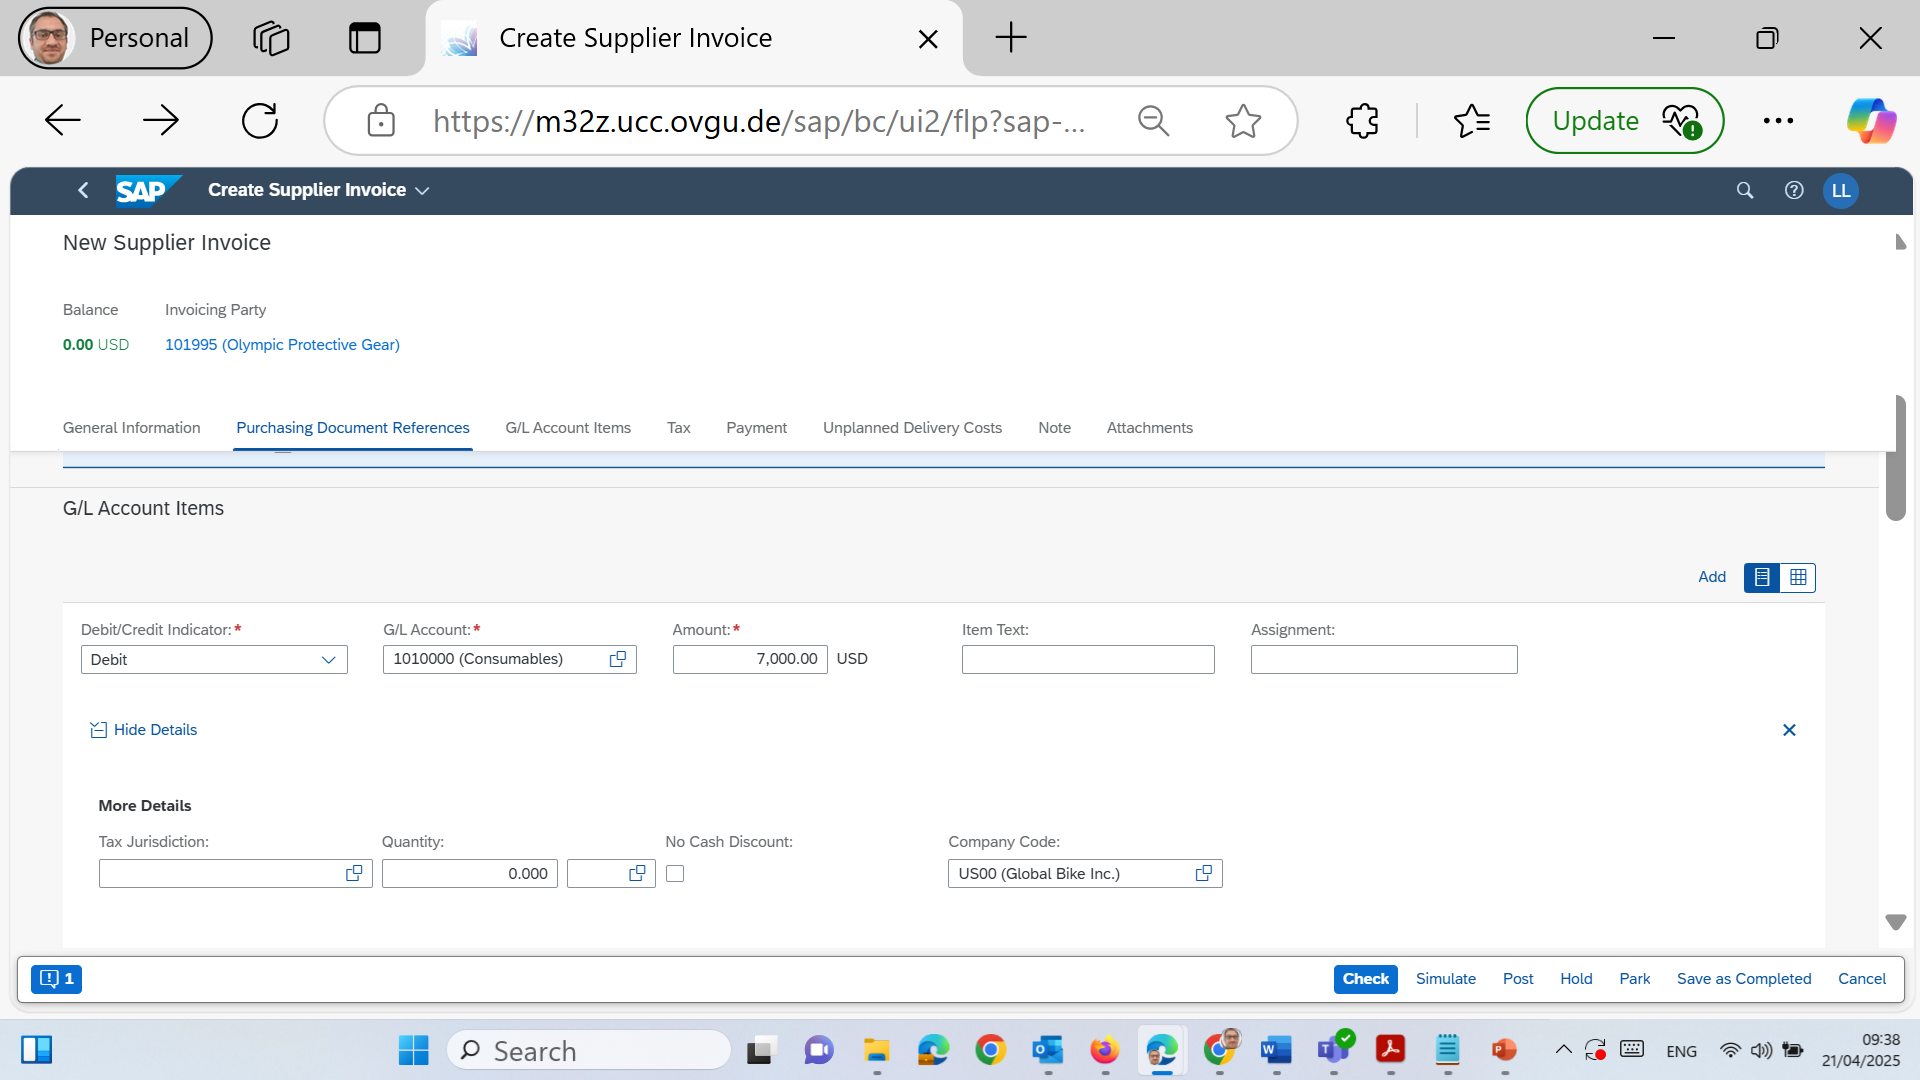 Personal
Create Supplier Invoice
https://m32z.ucc.ovgu.de/sap/bc/ui2/flp?sap-...
Update
SAP
Create Supplier Invoice
LL
New Supplier Invoice
Balance
Invoicing Party
0.00 USD
101995 (Olympic Protective Gear)
General Information
Purchasing Document References
G/L Account Items
Tax
Payment
Unplanned Delivery Costs
Note
Attachments
G/L Account Items
Add
Debit/Credit Indicator:*
G/L Account:*
Amount:*
Item Text:
Assignment:
Debit
1010000 (Consumables)
7,000.00
USD
Hide Details
More Details
Tax Jurisdiction:
Quantity:
No Cash Discount:
Company Code:
0.000
US00 (Global Bike Inc.)
1
Check
Simulate
Post
Hold
Park
Save as Completed
Cancel
Search
ENG
09:38
21/04/2025